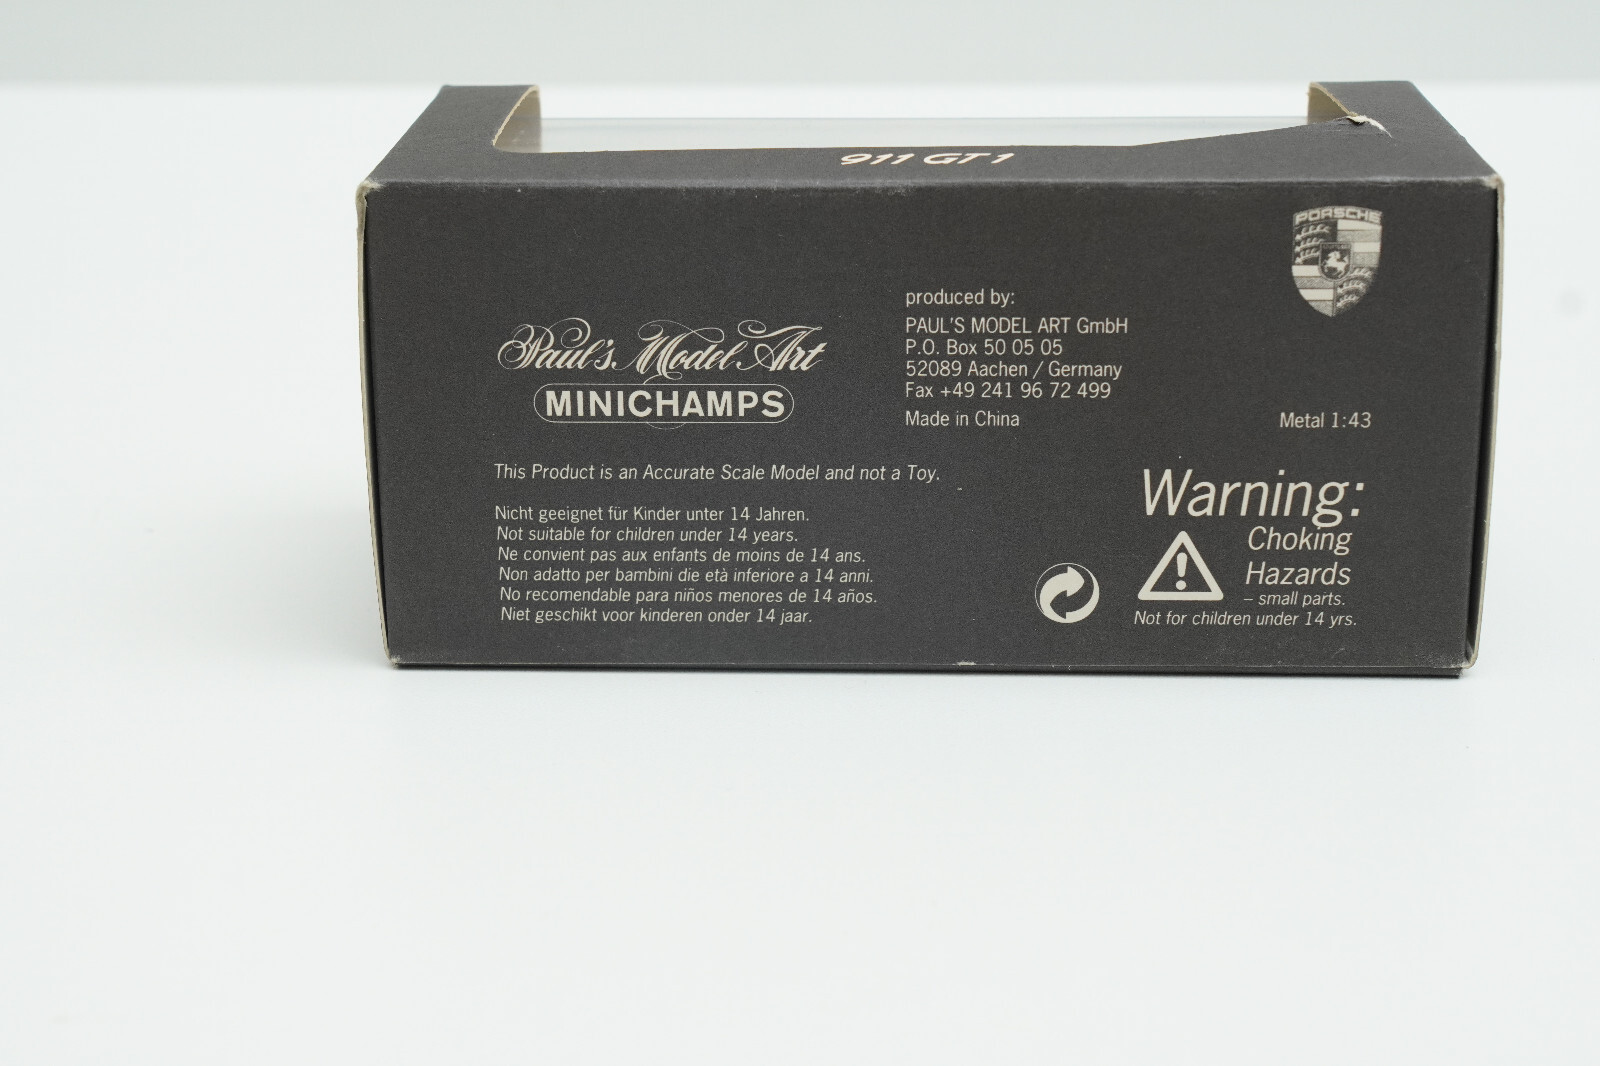 911 GT1
PORSCHE
produced by:
PAUL'S MODEL ART GmbH
P.O. Box 50 05 05
52089 Aachen / Germany
Fax +49 241 96 72 499
Made in China
Paul's Model Art
MINICHAMPS
Metal 1:43
This Product is an Accurate Scale Model and not a Toy.
Nicht geeignet für Kinder unter 14 Jahren.
Not suitable for children under 14 years.
Ne convient pas aux enfants de moins de 14 ans.
Non adatto per bambini die età inferiore a 14 anni.
No recomendable para niños menores de 14 años.
Niet geschikt voor kinderen onder 14 jaar.
Warning:
Choking
Hazards
– small parts.
Not for children under 14 yrs.